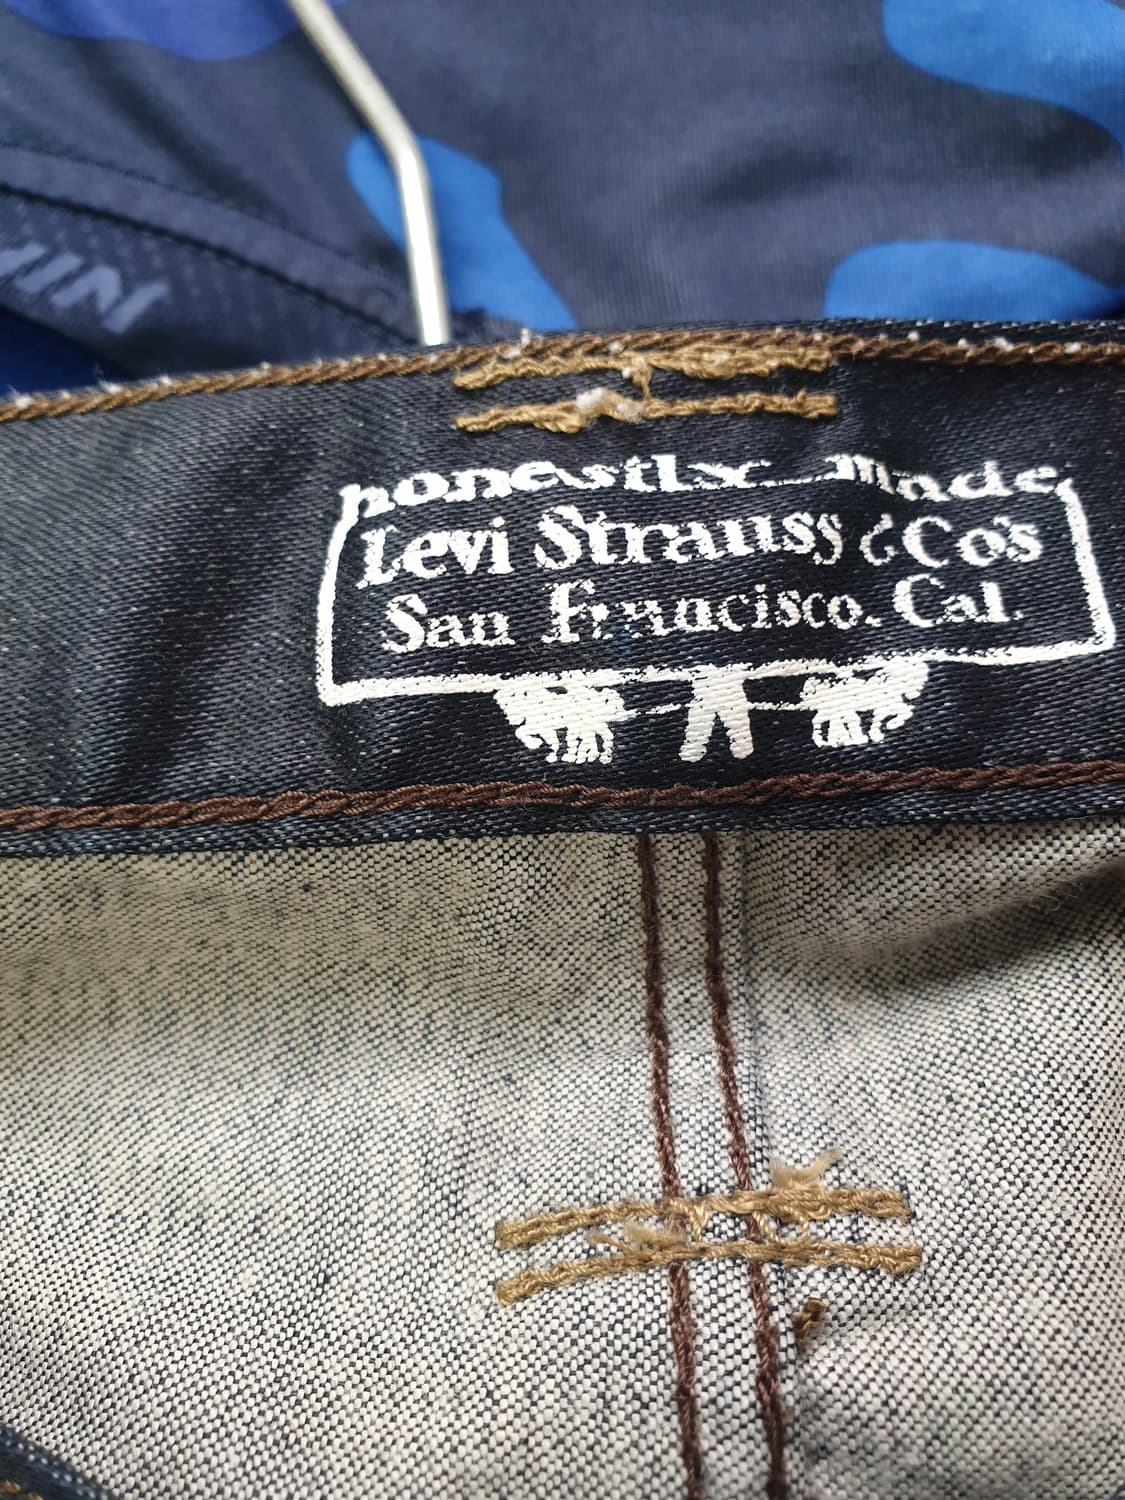 honestly made
Levi Strauss & Co's
San Francisco. Cal.